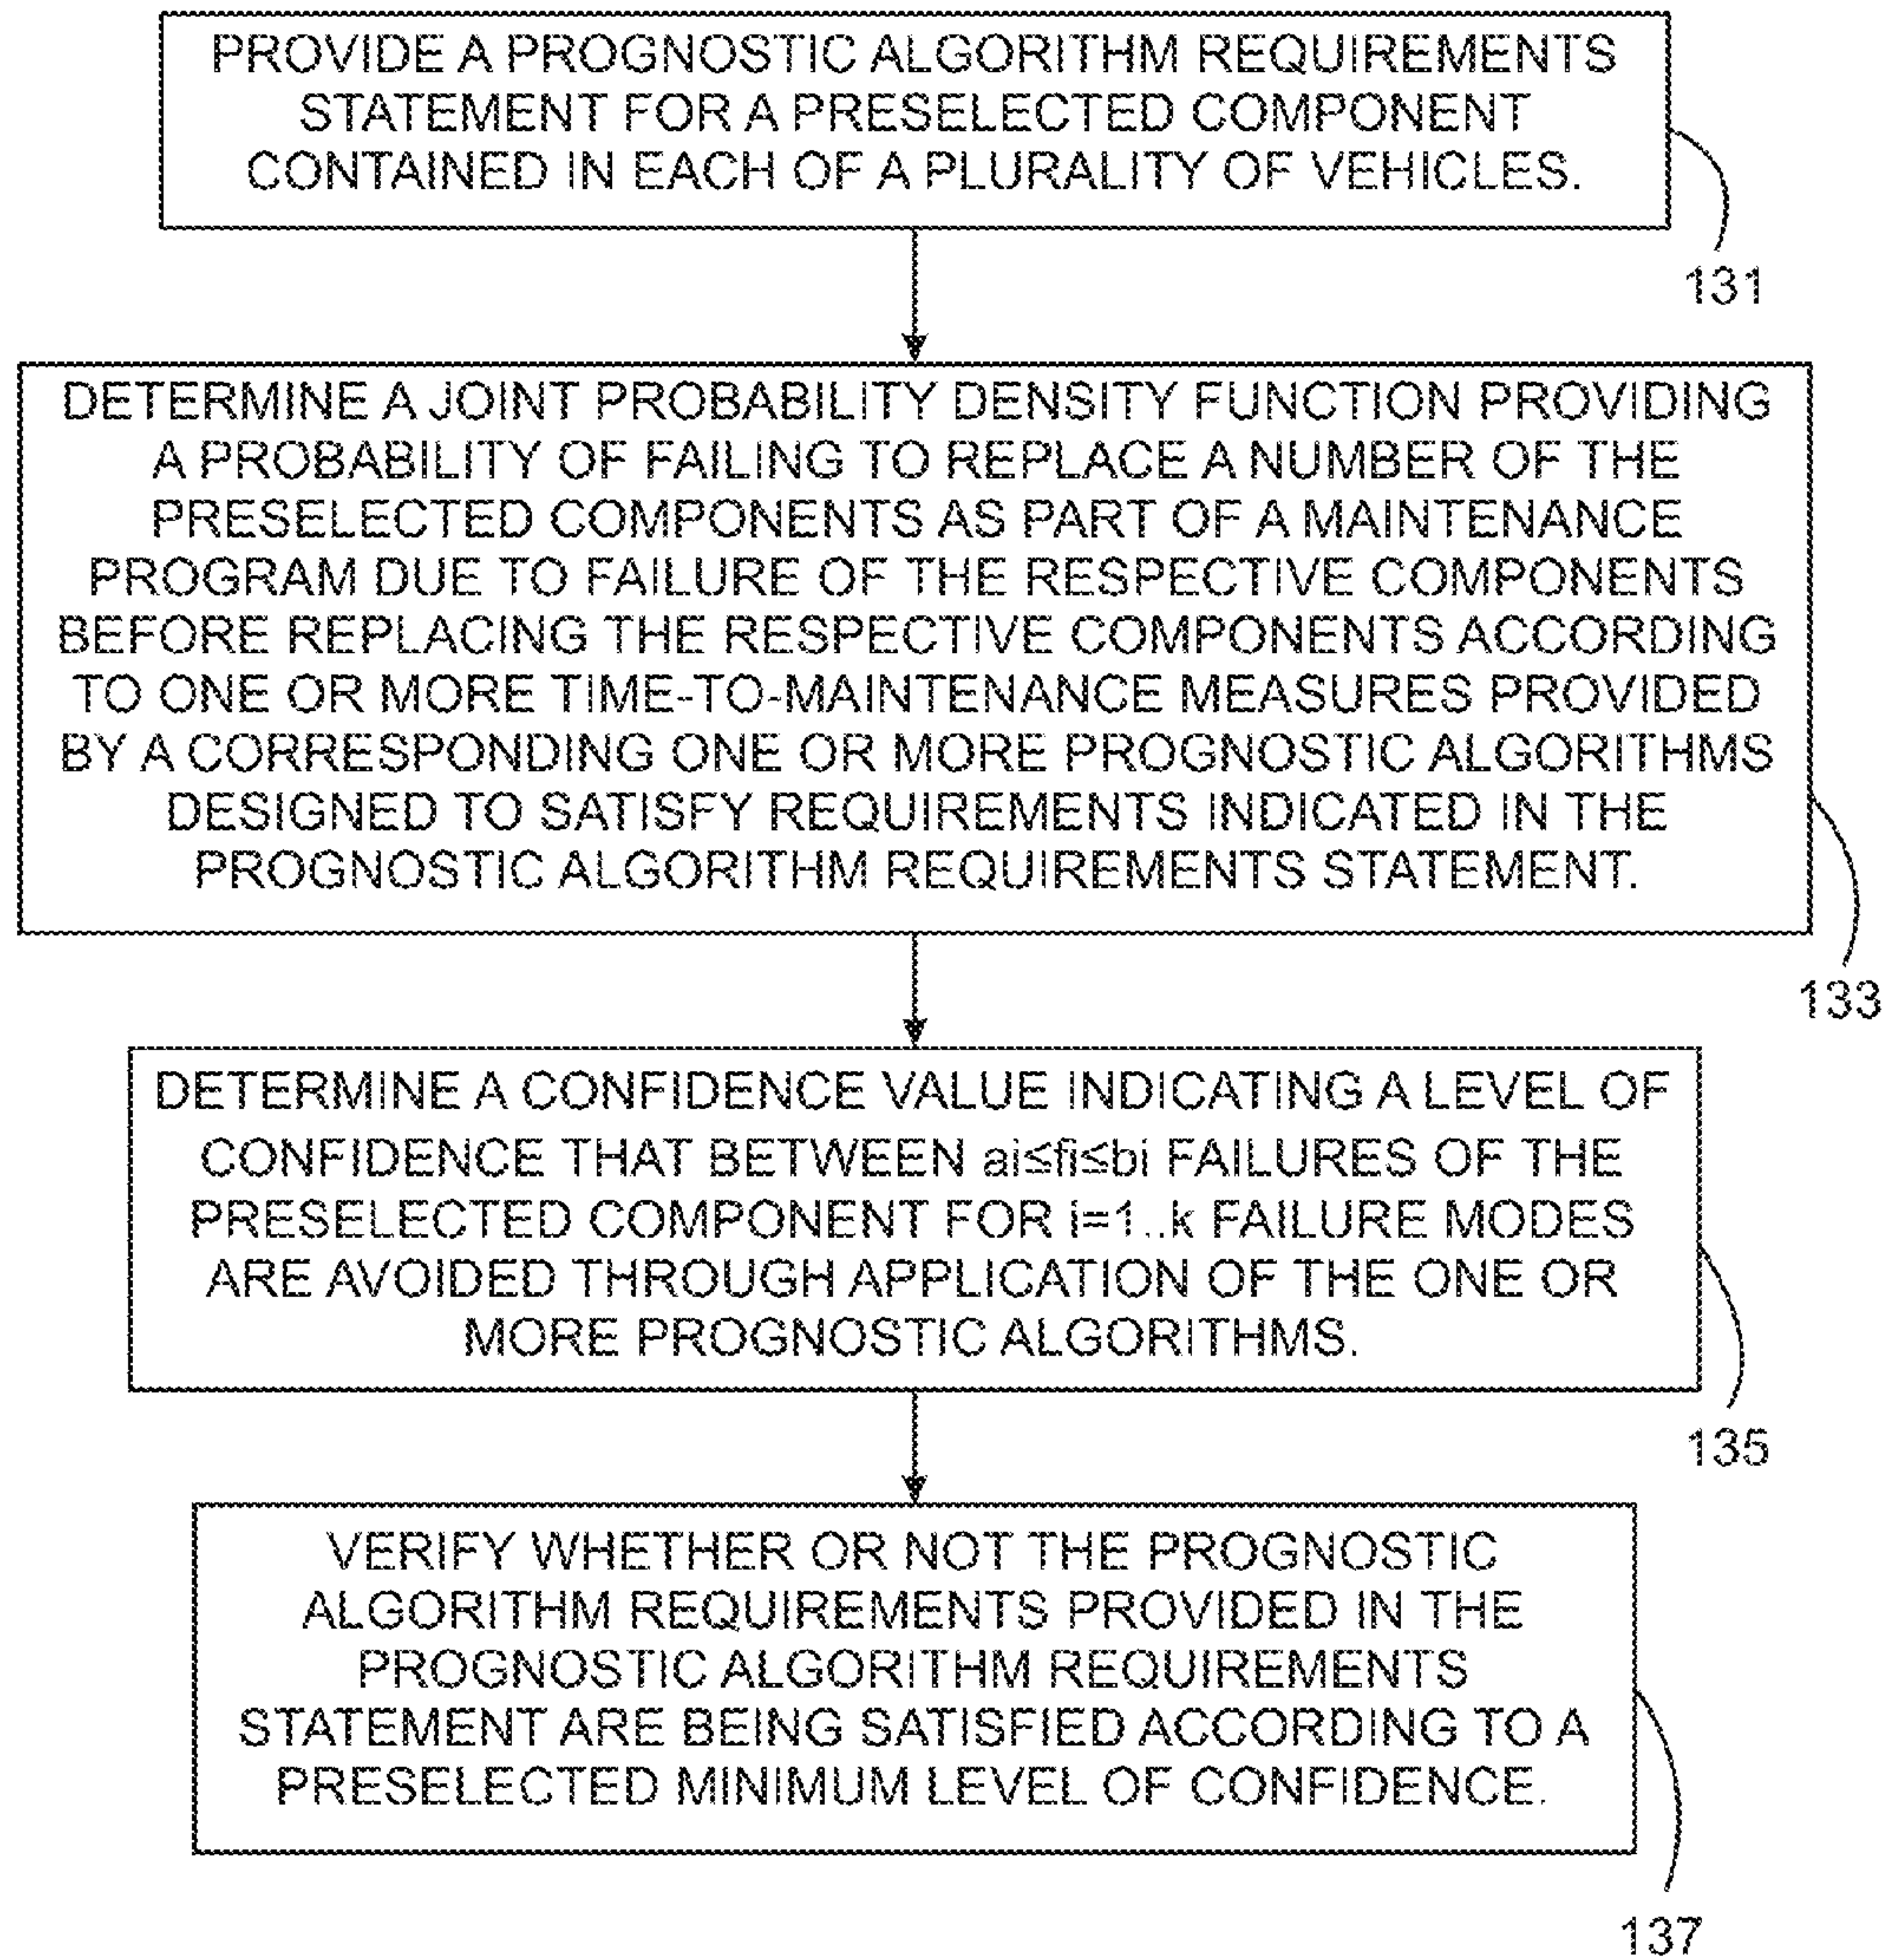 PROVIDE A PROGNOSTIC ALGORITHM REQUIREMENTS
STATEMENT FOR A PRESELECTED COMPONENT
CONTAINED IN EACH OF A PLURALITY OF VEHICLES.
131
DETERMINE A JOINT PROBABILITY DENSITY FUNCTION PROVIDING
A PROBABILITY OF FAILING TO REPLACE A NUMBER OF THE
PRESELECTED COMPONENTS AS PART OF A MAINTENANCE
PROGRAM DUE TO FAILURE OF THE RESPECTIVE COMPONENTS
BEFORE REPLACING THE RESPECTIVE COMPONENTS ACCORDING
TO ONE OR MORE TIME-TO-MAINTENANCE MEASURES PROVIDED
BY A CORRESPONDING ONE OR MORE PROGNOSTIC ALGORITHMS
DESIGNED TO SATISFY REQUIREMENTS INDICATED IN THE
PROGNOSTIC ALGORITHM REQUIREMENTS STATEMENT.
133
DETERMINE A CONFIDENCE VALUE INDICATING A LEVEL OF
CONFIDENCE THAT BETWEEN ai≤fi≤bi FAILURES OF THE
PRESELECTED COMPONENT FOR i=1..k FAILURE MODES
ARE AVOIDED THROUGH APPLICATION OF THE ONE OR
MORE PROGNOSTIC ALGORITHMS.
135
VERIFY WHETHER OR NOT THE PROGNOSTIC
ALGORITHM REQUIREMENTS PROVIDED IN THE
PROGNOSTIC ALGORITHM REQUIREMENTS
STATEMENT ARE BEING SATISFIED ACCORDING TO A
PRESELECTED MINIMUM LEVEL OF CONFIDENCE.
137